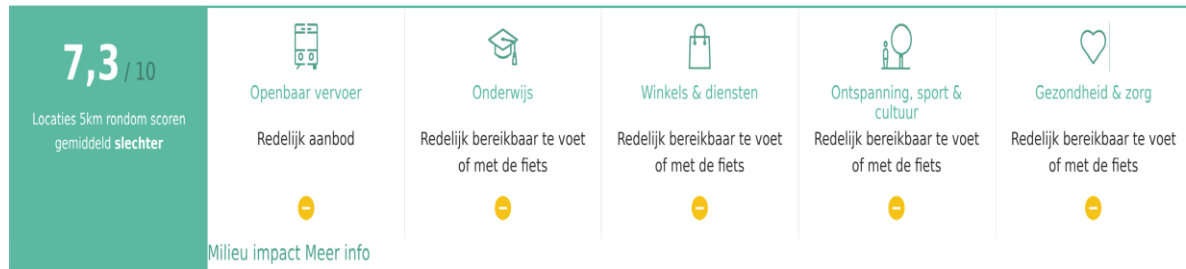 7,3 / 10
Locaties 5km rondom scoren
gemiddeld slechter
Openbaar vervoer
Redelijk aanbod
Onderwijs
Redelijk bereikbaar te voet
of met de fiets
Winkels & diensten
Redelijk bereikbaar te voet
of met de fiets
Ontspanning, sport &
cultuur
Redelijk bereikbaar te voet
of met de fiets
Gezondheid & zorg
Redelijk bereikbaar te voet
of met de fiets
Milieu impact Meer info